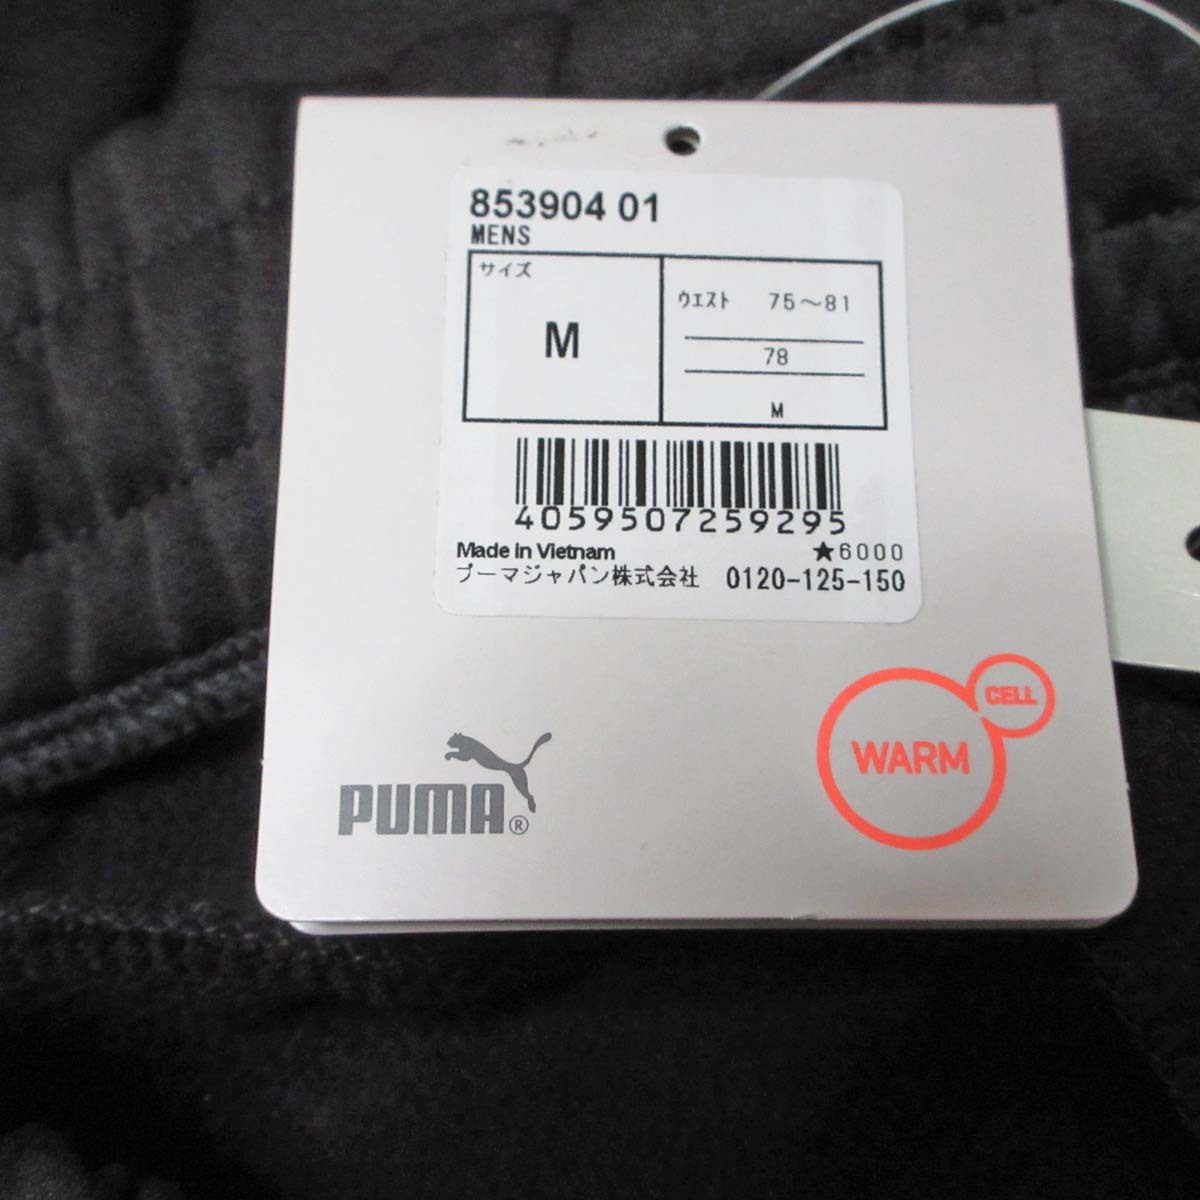 853904 01
MENS
サイズ
M
ウエスト 75～81
78
M
4059507259295
Made in Vietnam ★6000
プーマジャパン株式会社 0120-125-150
CELL
WARM
PUMA®